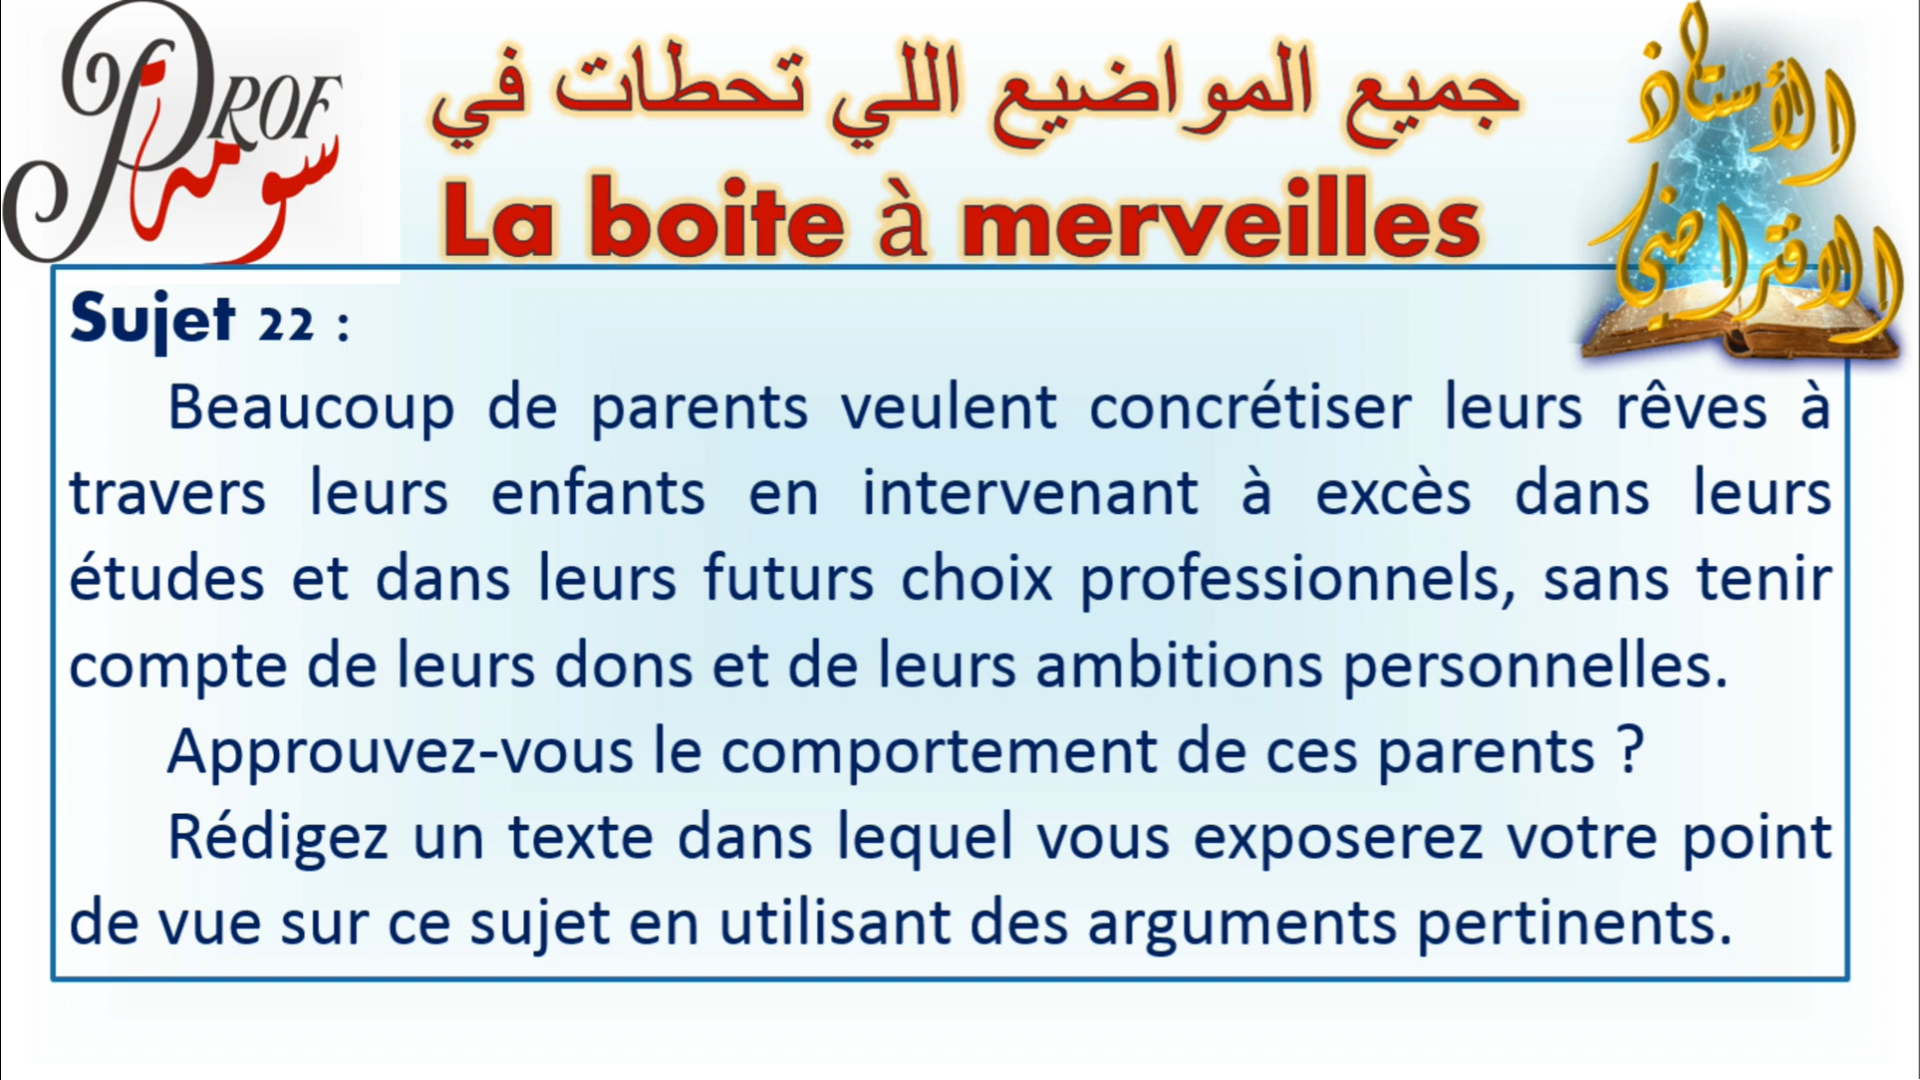 PROF
سومة
جميع المواضيع اللي تحطات في
La boite à merveilles
الأستاذ
الافتراضي
Sujet 22 :
Beaucoup de parents veulent concrétiser leurs rêves à
travers leurs enfants en intervenant à excès dans leurs
études et dans leurs futurs choix professionnels, sans tenir
compte de leurs dons et de leurs ambitions personnelles.
Approuvez-vous le comportement de ces parents ?
Rédigez un texte dans lequel vous exposerez votre point
de vue sur ce sujet en utilisant des arguments pertinents.